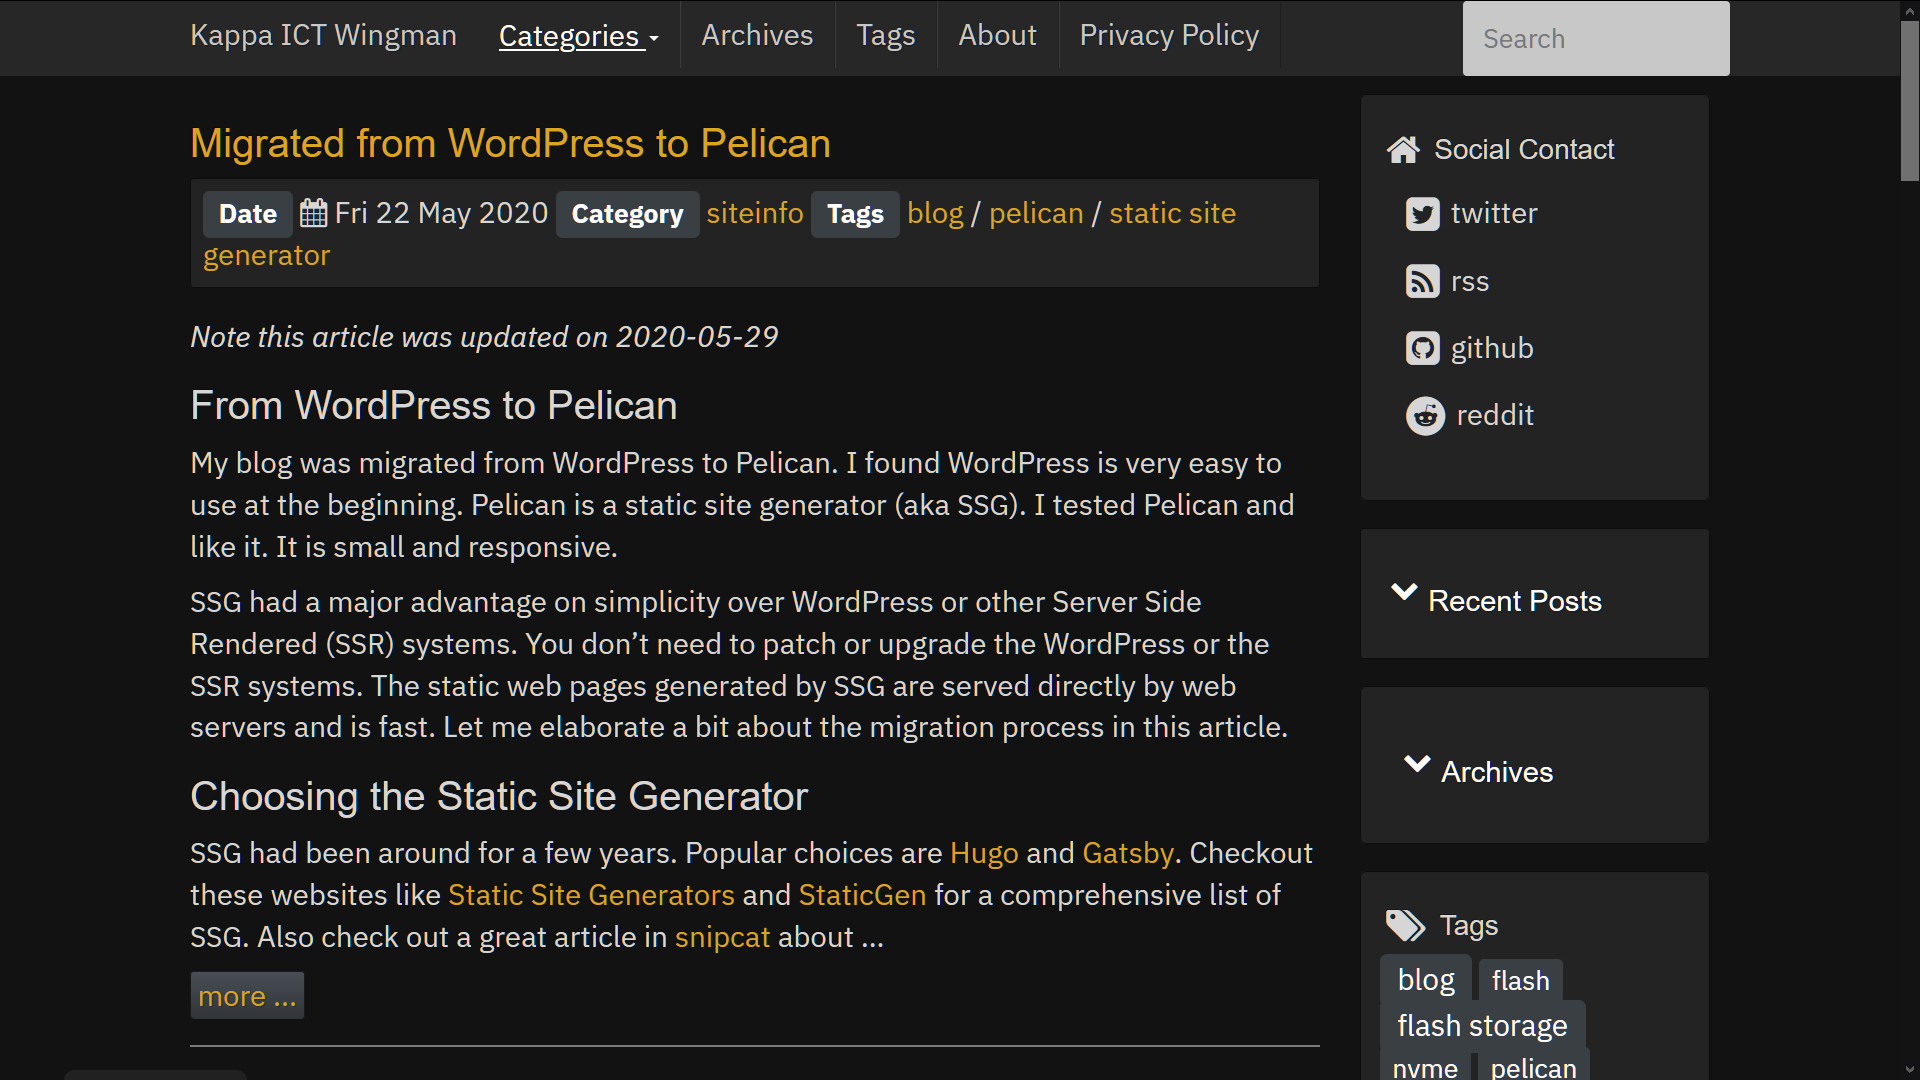 Kappa ICT Wingman Categories Archives Tags About Privacy Policy Search
Migrated from WordPress to Pelican
Date Fri 22 May 2020 Category siteinfo Tags blog / pelican / static site
generator
Note this article was updated on 2020-05-29
From WordPress to Pelican
My blog was migrated from WordPress to Pelican. I found WordPress is very easy to
use at the beginning. Pelican is a static site generator (aka SSG). I tested Pelican and
like it. It is small and responsive.
SSG had a major advantage on simplicity over WordPress or other Server Side
Rendered (SSR) systems. You don’t need to patch or upgrade the WordPress or the
SSR systems. The static web pages generated by SSG are served directly by web
servers and is fast. Let me elaborate a bit about the migration process in this article.
Choosing the Static Site Generator
SSG had been around for a few years. Popular choices are Hugo and Gatsby. Checkout
these websites like Static Site Generators and StaticGen for a comprehensive list of
SSG. Also check out a great article in snipcat about ...
more ...
Social Contact
twitter
rss
github
reddit
Recent Posts
Archives
Tags
blog flash
flash storage
nvme pelican